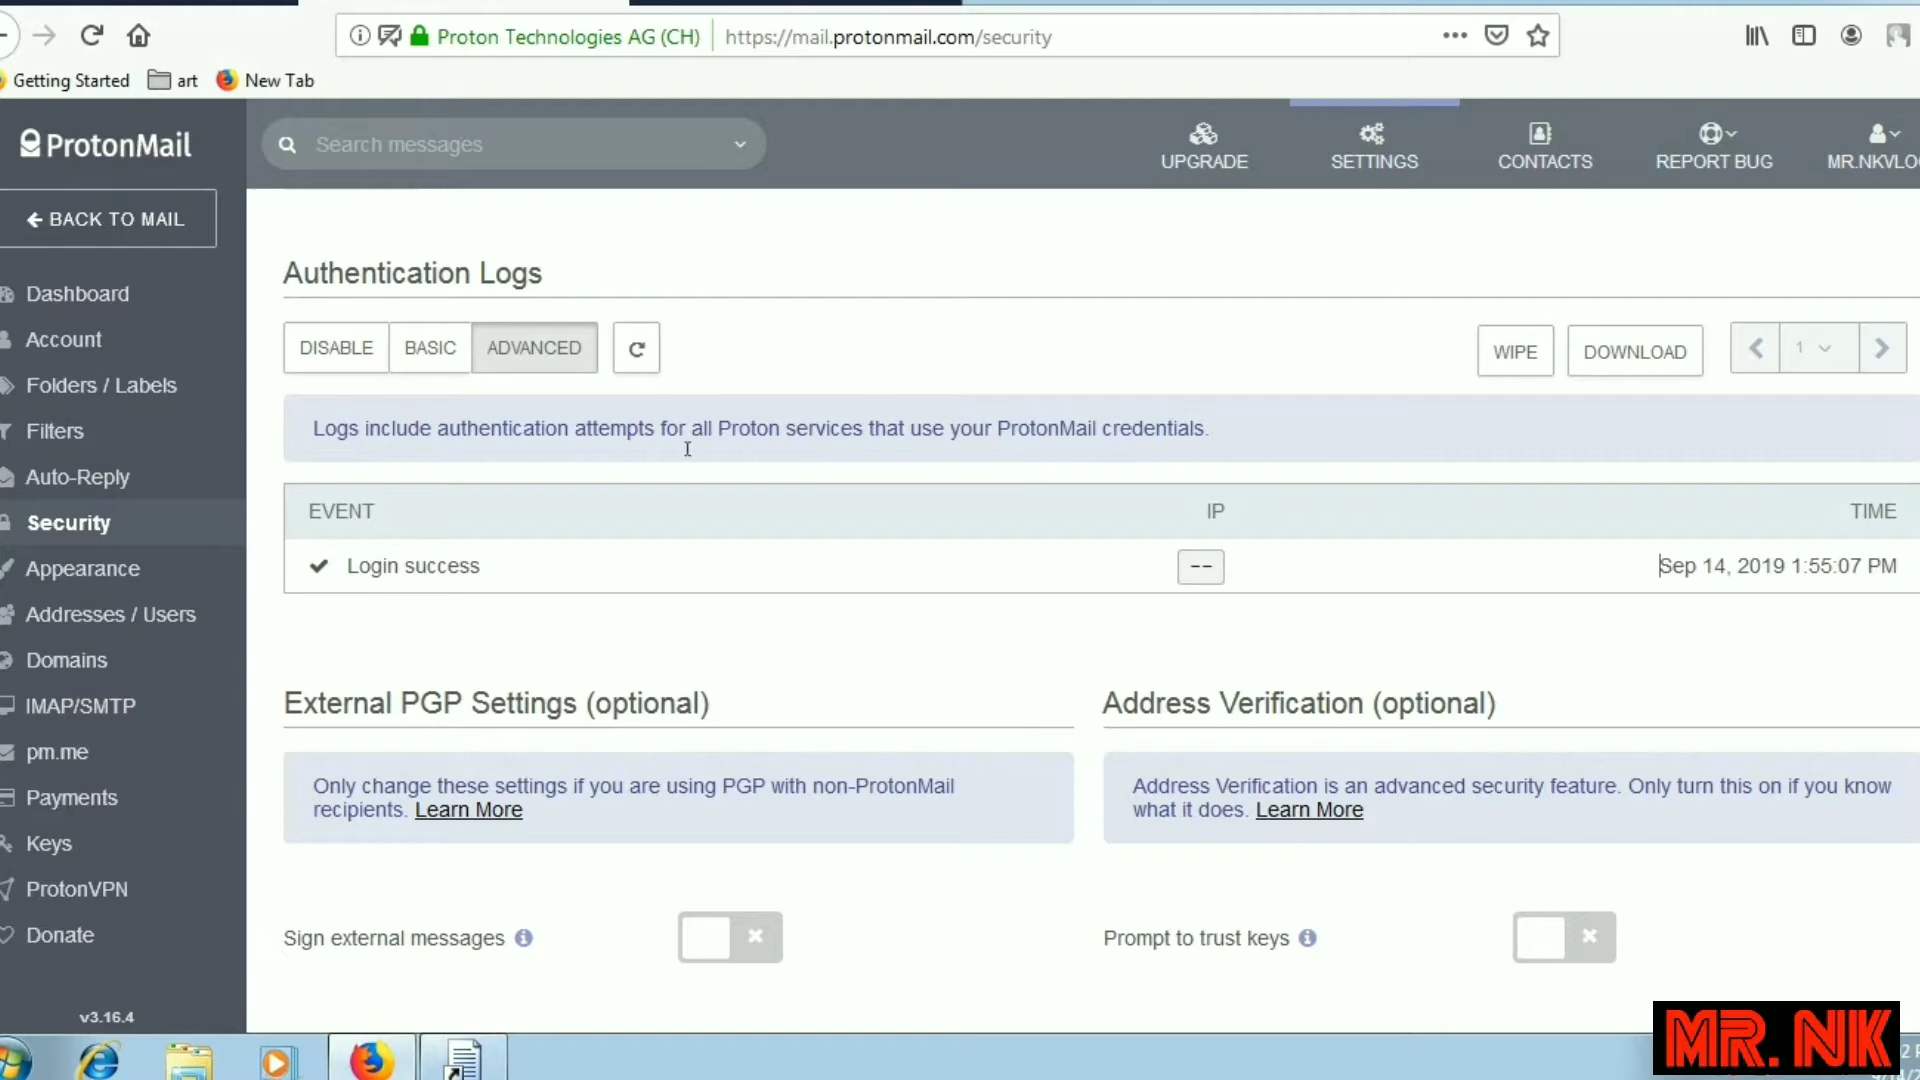 Proton Technologies AG (CH)
https://mail.protonmail.com/security
Getting Started
art
New Tab
ProtonMail
Search messages
UPGRADE
SETTINGS
CONTACTS
REPORT BUG
MR.NKVLO
BACK TO MAIL
Dashboard
Account
Folders / Labels
Filters
Auto-Reply
Security
Appearance
Addresses / Users
Domains
IMAP/SMTP
pm.me
Payments
Keys
ProtonVPN
Donate
v3.16.4
Authentication Logs
DISABLE
BASIC
ADVANCED
WIPE
DOWNLOAD
1
Logs include authentication attempts for all Proton services that use your ProtonMail credentials.
EVENT
IP
TIME
Login success
--
Sep 14, 2019 1:55:07 PM
External PGP Settings (optional)
Only change these settings if you are using PGP with non-ProtonMail
recipients. Learn More
Sign external messages
Address Verification (optional)
Address Verification is an advanced security feature. Only turn this on if you know
what it does. Learn More
Prompt to trust keys
MR. NK